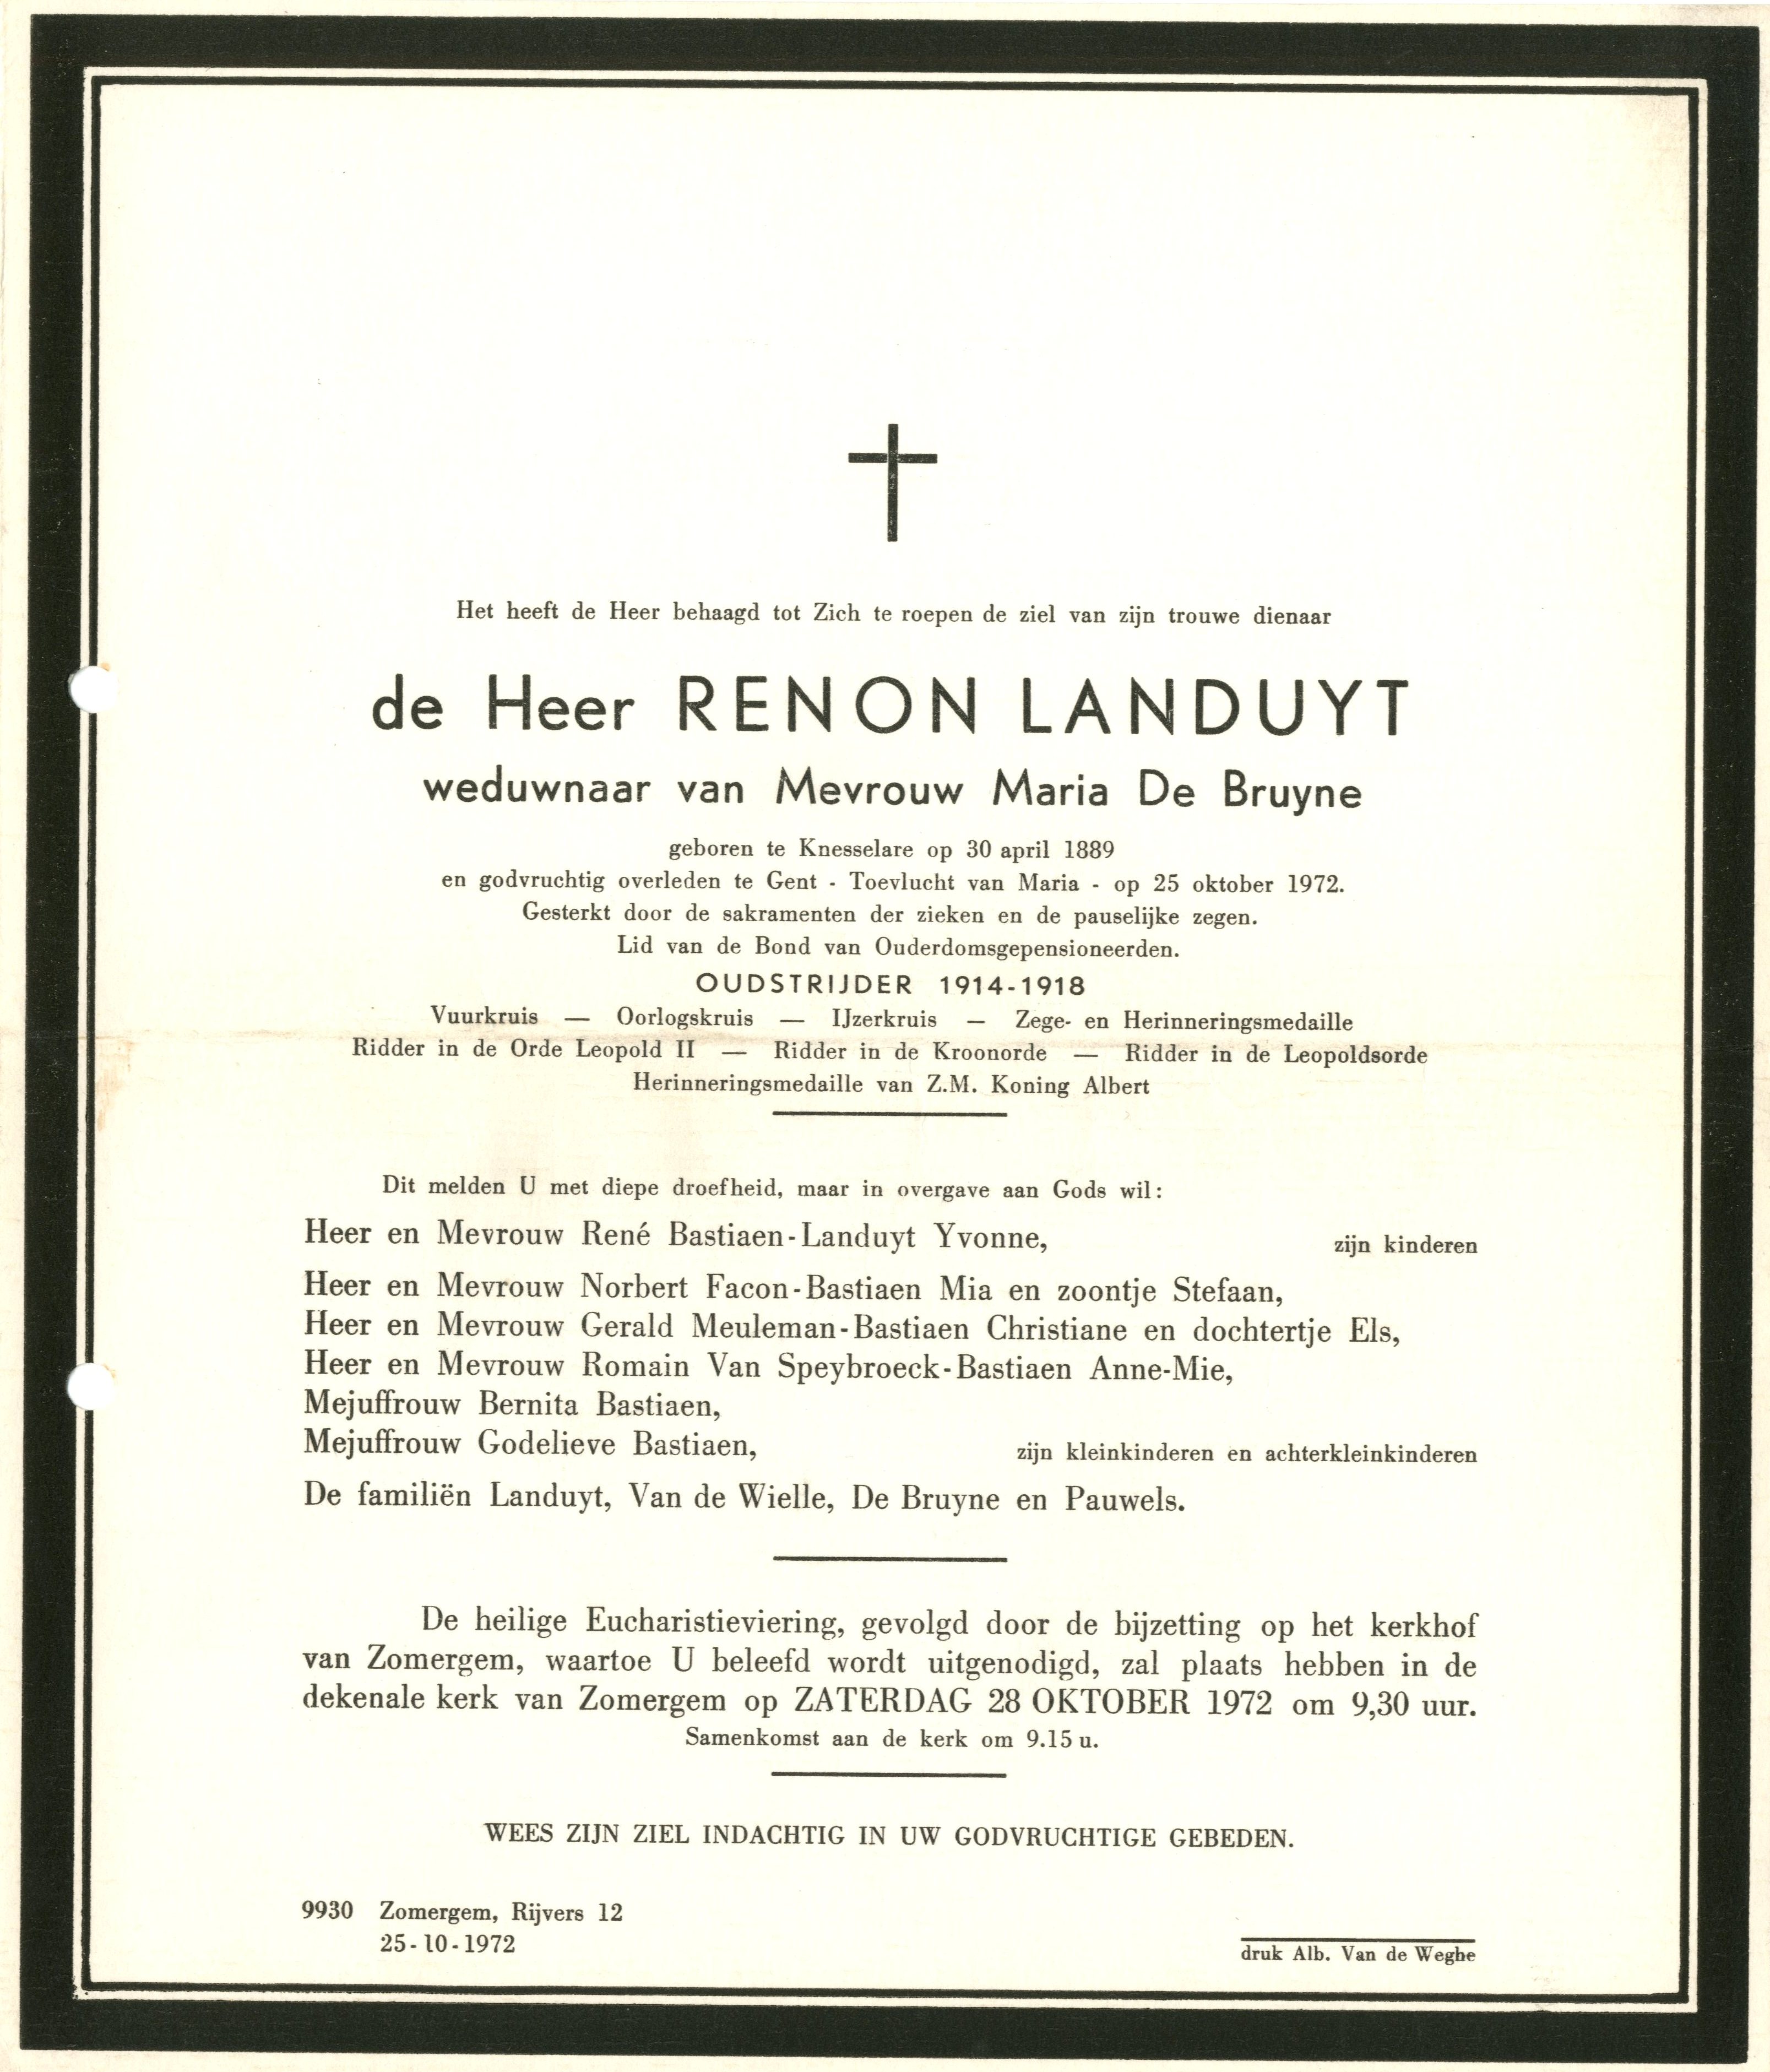 Het heeft de Heer behaagd tot Zich te roepen de ziel van zijn trouwe dienaar
de Heer RENON LANDUYT
weduwnaar van Mevrouw Maria De Bruyne
geboren te Knesselare op 30 april 1889
en godvruchtig overleden te Gent - Toevlucht van Maria - op 25 oktober 1972.
Gesterkt door de sakramenten der zieken en de pauselijke zegen.
Lid van de Bond van Ouderdomsgepensioneerden.
OUDSTRIJDER 1914-1918
Vuurkruis — Oorlogskruis — IJzerkruis — Zege- en Herinneringsmedaille
Ridder in de Orde Leopold II — Ridder in de Kroonorde — Ridder in de Leopoldsorde
Herinneringsmedaille van Z.M. Koning Albert
Dit melden U met diepe droefheid, maar in overgave aan Gods wil:
Heer en Mevrouw René Bastiaen-Landuyt Yvonne, zijn kinderen
Heer en Mevrouw Norbert Facon-Bastiaen Mia en zoontje Stefaan,
Heer en Mevrouw Gerald Meuleman-Bastiaen Christiane en dochtertje Els,
Heer en Mevrouw Romain Van Speybroeck-Bastiaen Anne-Mie,
Mejuffrouw Bernita Bastiaen,
Mejuffrouw Godelieve Bastiaen, zijn kleinkinderen en achterkleinkinderen
De familiën Landuyt, Van de Wielle, De Bruyne en Pauwels.
De heilige Eucharistieviering, gevolgd door de bijzetting op het kerkhof
van Zomergem, waartoe U beleefd wordt uitgenodigd, zal plaats hebben in de
dekenale kerk van Zomergem op ZATERDAG 28 OKTOBER 1972 om 9,30 uur.
Samenkomst aan de kerk om 9.15 u.
WEES ZIJN ZIEL INDACHTIG IN UW GODVRUCHTIGE GEBEDEN.
9930 Zomergem, Rijvers 12
25-10-1972
druk Alb. Van de Weghe